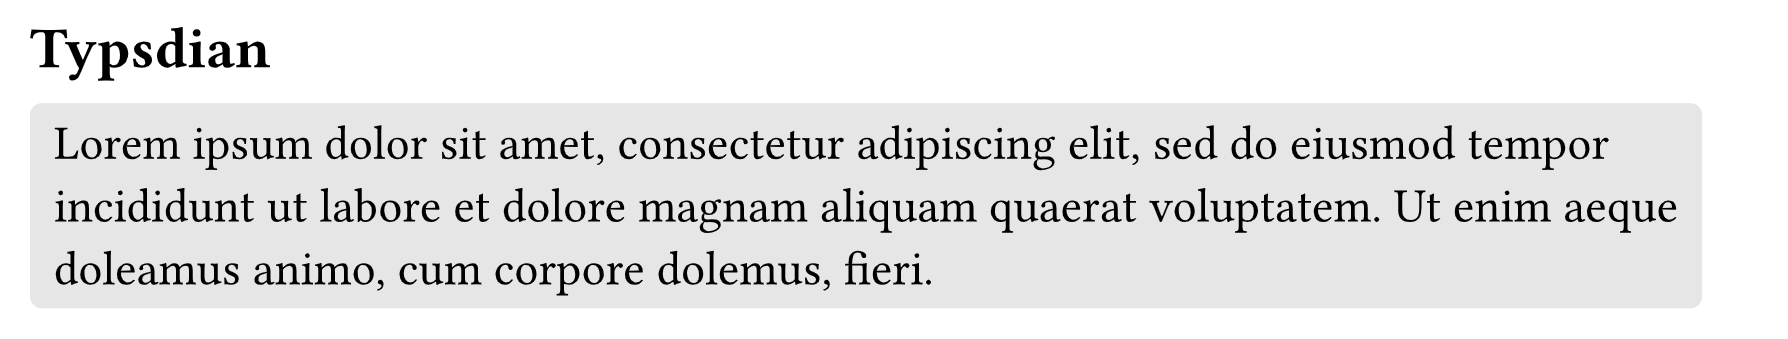 Typsdian
Lorem ipsum dolor sit amet, consectetur adipiscing elit, sed do eiusmod tempor
incididunt ut labore et dolore magnam aliquam quaerat voluptatem. Ut enim aeque
doleamus animo, cum corpore dolemus, fieri.